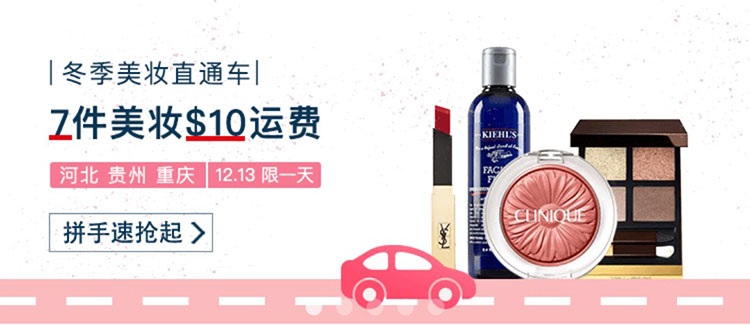 冬季美妆直通车
7件美妆$10运费
河北 贵州 重庆 | 12.13 限一天
拼手速抢起 >
YSL
KIEHL'S
CLINIQUE